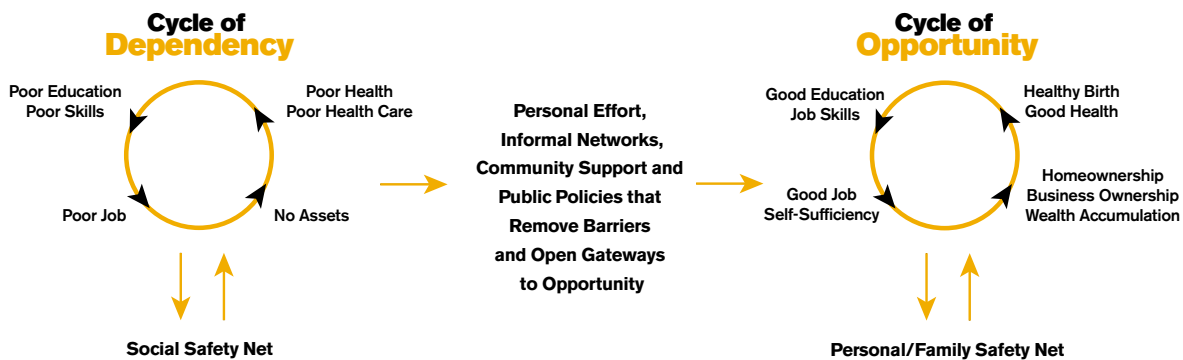 Cycle of
Dependency
Poor Education
Poor Skills
Poor Health
Poor Health Care
Poor Job
No Assets
Social Safety Net
Personal Effort,
Informal Networks,
Community Support and
Public Policies that
Remove Barriers
and Open Gateways
to Opportunity
Cycle of
Opportunity
Good Education
Job Skills
Healthy Birth
Good Health
Good Job
Self-Sufficiency
Homeownership
Business Ownership
Wealth Accumulation
Personal/Family Safety Net